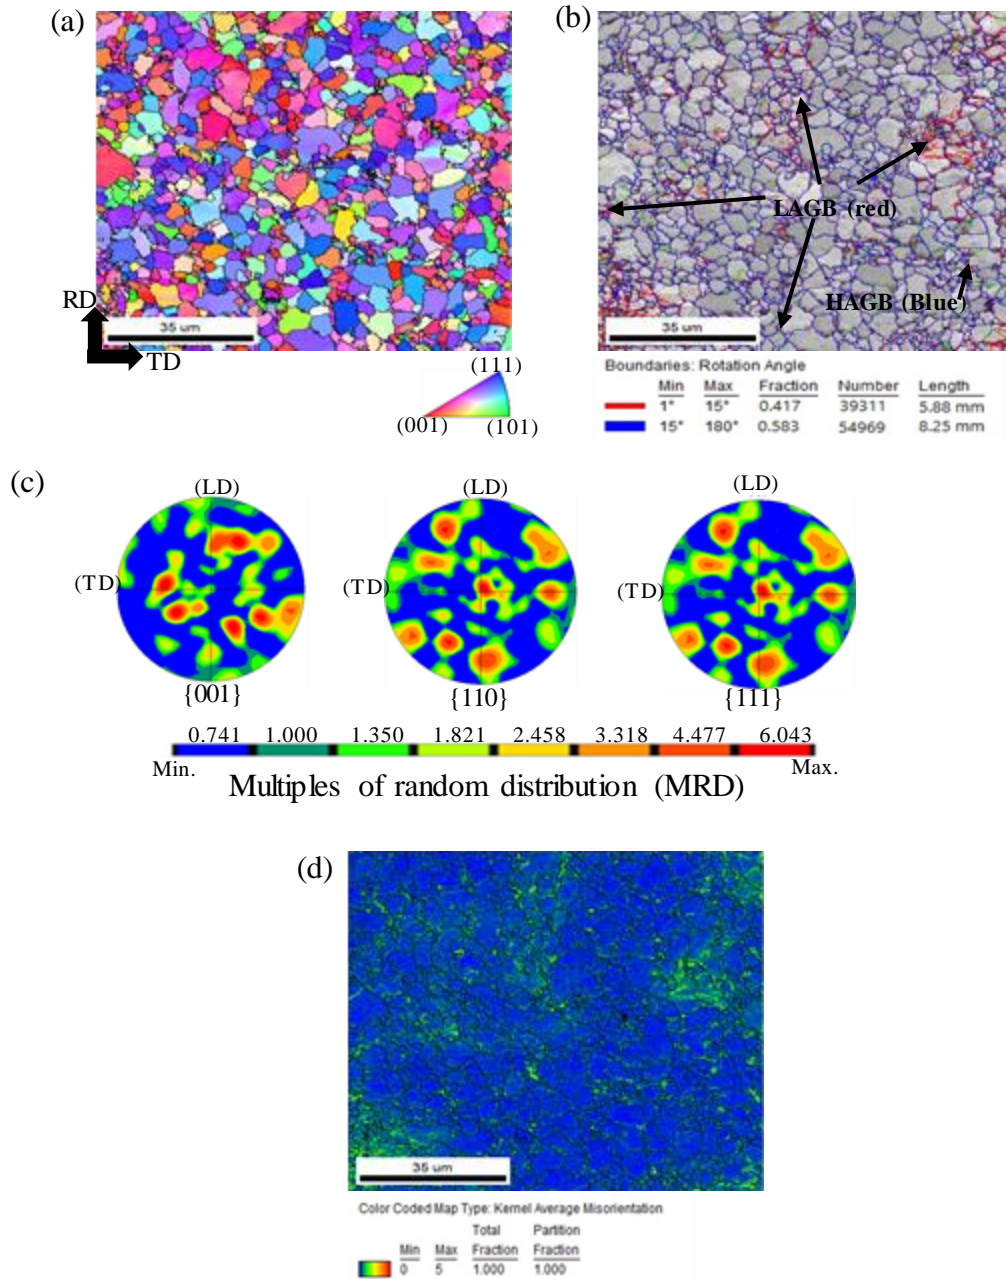 (a)
RD
TD
35 um
(111)
(001)
(101)
(b)
LAGB (red)
HAGB (Blue)
35 um
Boundaries: Rotation Angle
Min Max Fraction Number Length
1° 15° 0.417 39311 5.88 mm
15° 180° 0.583 54969 8.25 mm
(c)
(LD) (LD) (LD)
(TD) (TD) (TD)
{001} {110} {111}
0.741 1.000 1.350 1.821 2.458 3.318 4.477 6.043
Min. Max.
Multiples of random distribution (MRD)
(d)
35 um
Color Coded Map Type: Kernel Average Misorientation
Total Partition
Min Max Fraction Fraction
0 5 1.000 1.000